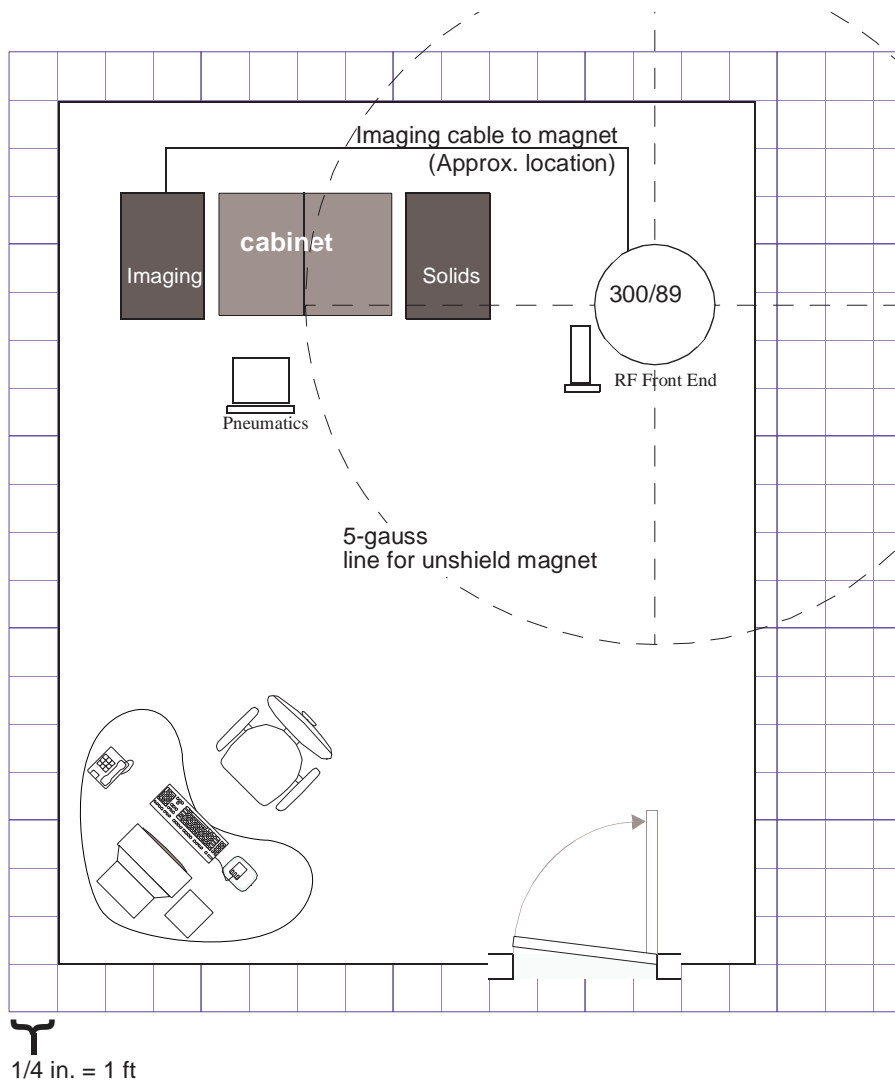 Imaging cable to magnet
(Approx. location)
cabinet
Imaging
Solids
300/89
RF Front End
Pneumatics
5-gauss
line for unshield magnet
1/4 in. = 1 ft